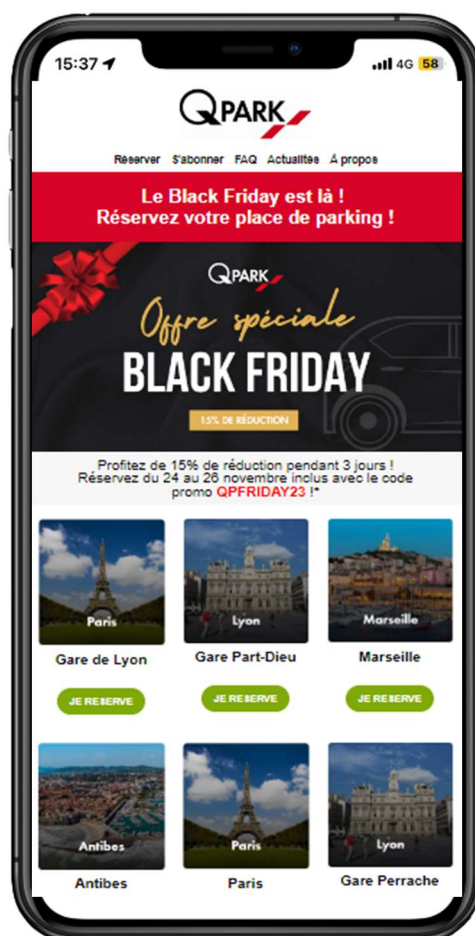 15:37
4G 58
QPARK
Réserver S'abonner FAQ Actualités À propos
Le Black Friday est là !
Réservez votre place de parking !
QPARK
Offre spéciale
BLACK FRIDAY
15% DE RÉDUCTION
Profitez de 15% de réduction pendant 3 jours !
Réservez du 24 au 26 novembre inclus avec le code
promo QPFRIDAY23 !*
Paris Lyon Marseille
Gare de Lyon Gare Part-Dieu Marseille
JE RESERVE JE RESERVE JE RESERVE
Antibes Paris Lyon
Antibes Paris Gare Perrache